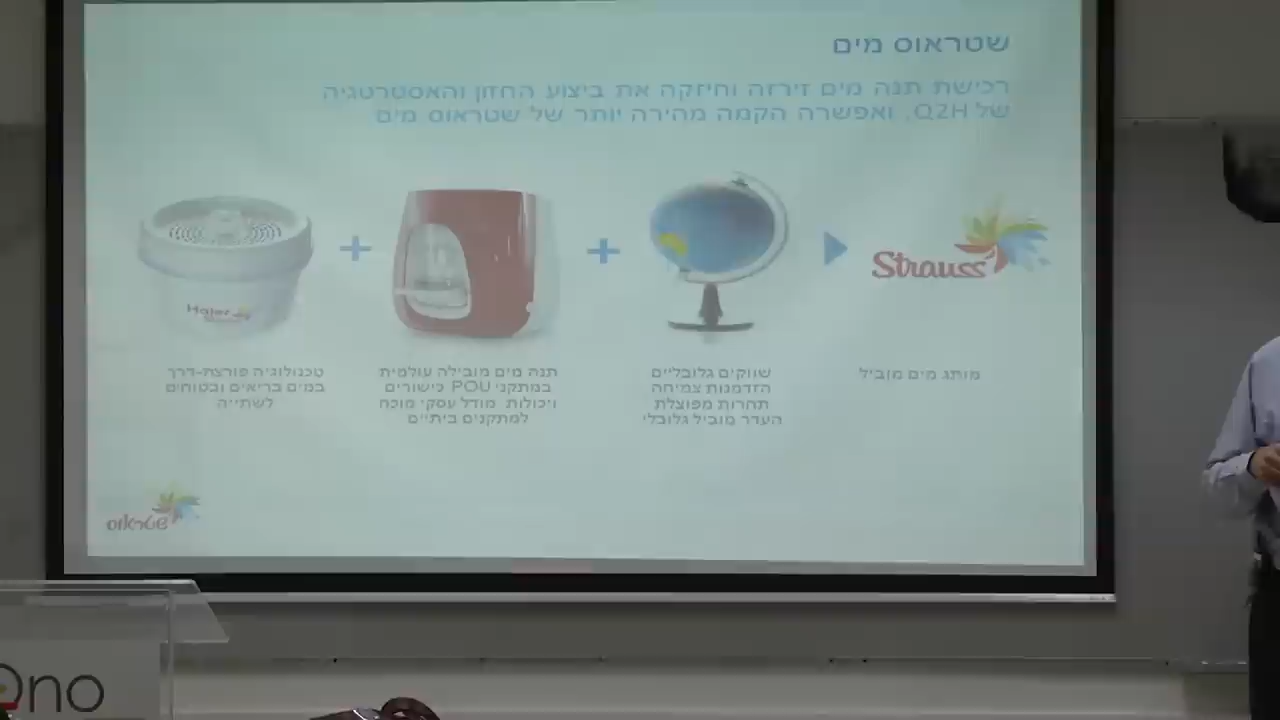 שטראוס מים
רכישת תנה מים זירזה וחיזקה את ביצוע החזון והאסטרטגיה
של Q2H, ואפשרה הקמה מהירה יותר של שטראוס מים
Strauss
מותג מים מוביל
שווקים גלובליים
הזדמנות צמיחה
תחרות מפוצלת
העדר מוביל גלובלי
תנה מים מובילה עולמית
במתקני POU כישורים
ויכולות מודל עסקי מוכח
למתקנים ביתיים
Haier
טכנולוגיה פורצת-דרך
במים בריאים ובטוחים
לשתייה
שטראוס
Ono